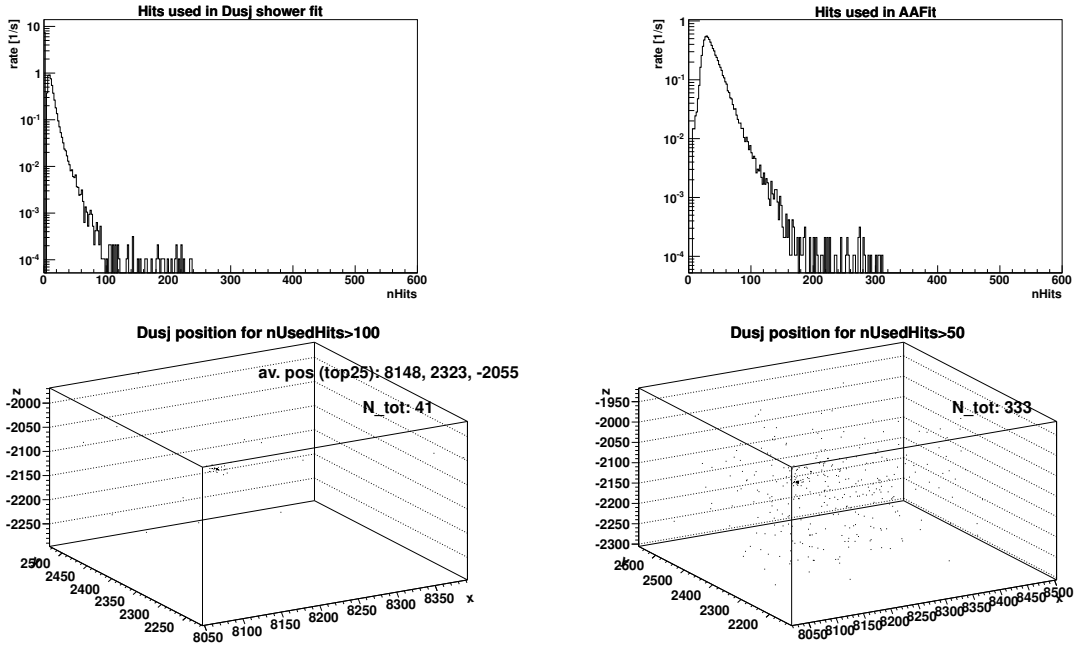 Hits used in Dusj shower fit
rate [1/s]
10
1
10-1
10-2
10-3
10-4
0 100 200 300 400 500 600
nHits
Hits used in AAFit
rate [1/s]
1
10-1
10-2
10-3
10-4
0 100 200 300 400 500 600
nHits
Dusj position for nUsedHits>100
av. pos (top25): 8148, 2323, -2055
N_tot: 41
z
-2000
-2050
-2100
-2150
-2200
-2250
2500
2450
2400
2350
2300
2250
8050 8100 8150 8200 8250 8300 8350 x
Dusj position for nUsedHits>50
N_tot: 333
z
-1950
-2000
-2050
-2100
-2150
-2200
-2250
-2300
2600
2500
2400
2300
2200
8050 8100 8150 8200 8250 8300 8350 8400 8450 8500
x